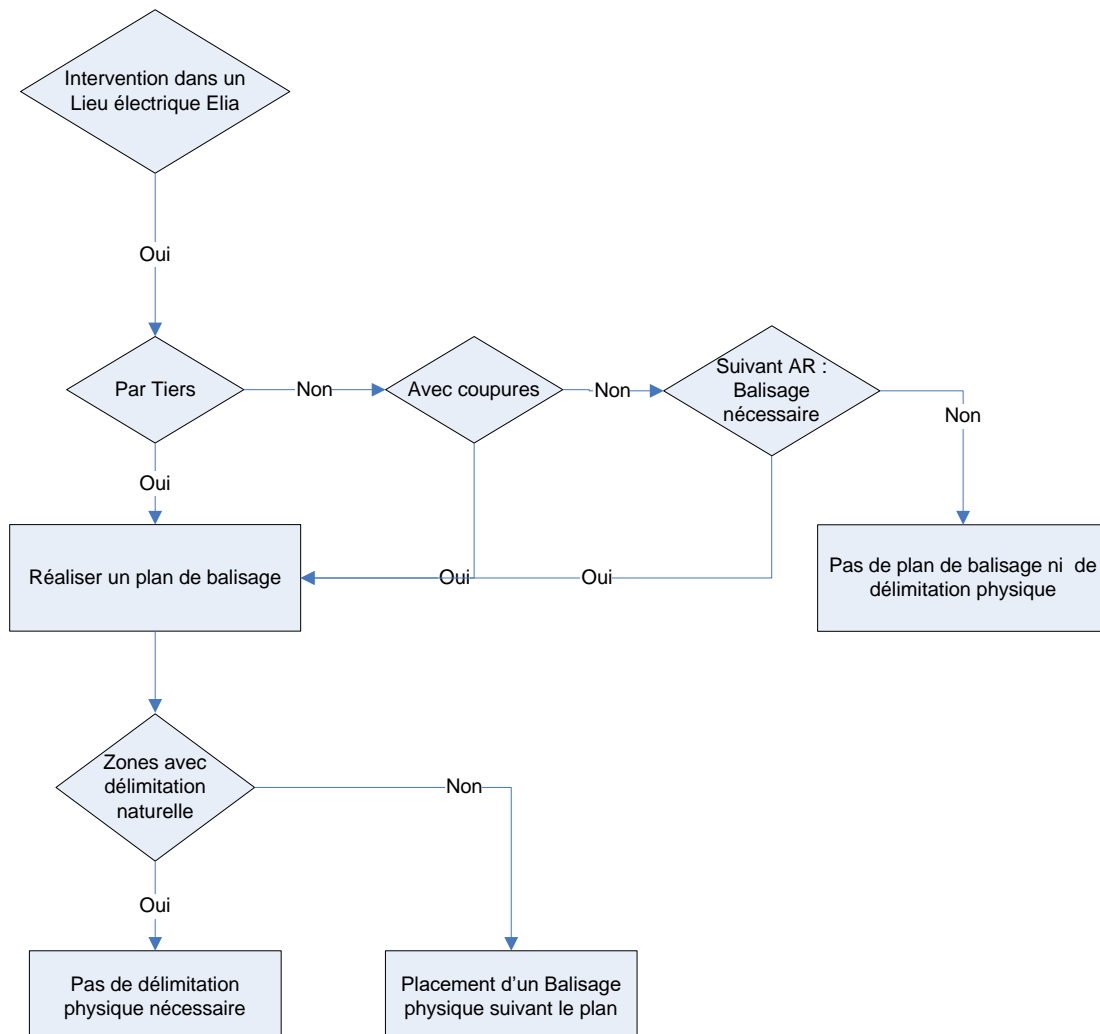 Intervention dans un
Lieu électrique Elia
Oui
Par Tiers
Non
Avec coupures
Non
Suivant AR :
Balisage
nécessaire
Non
Oui
Réaliser un plan de balisage
Oui
Oui
Pas de plan de balisage ni de
délimitation physique
Zones avec
délimitation
naturelle
Non
Oui
Pas de délimitation
physique nécessaire
Placement d'un Balisage
physique suivant le plan